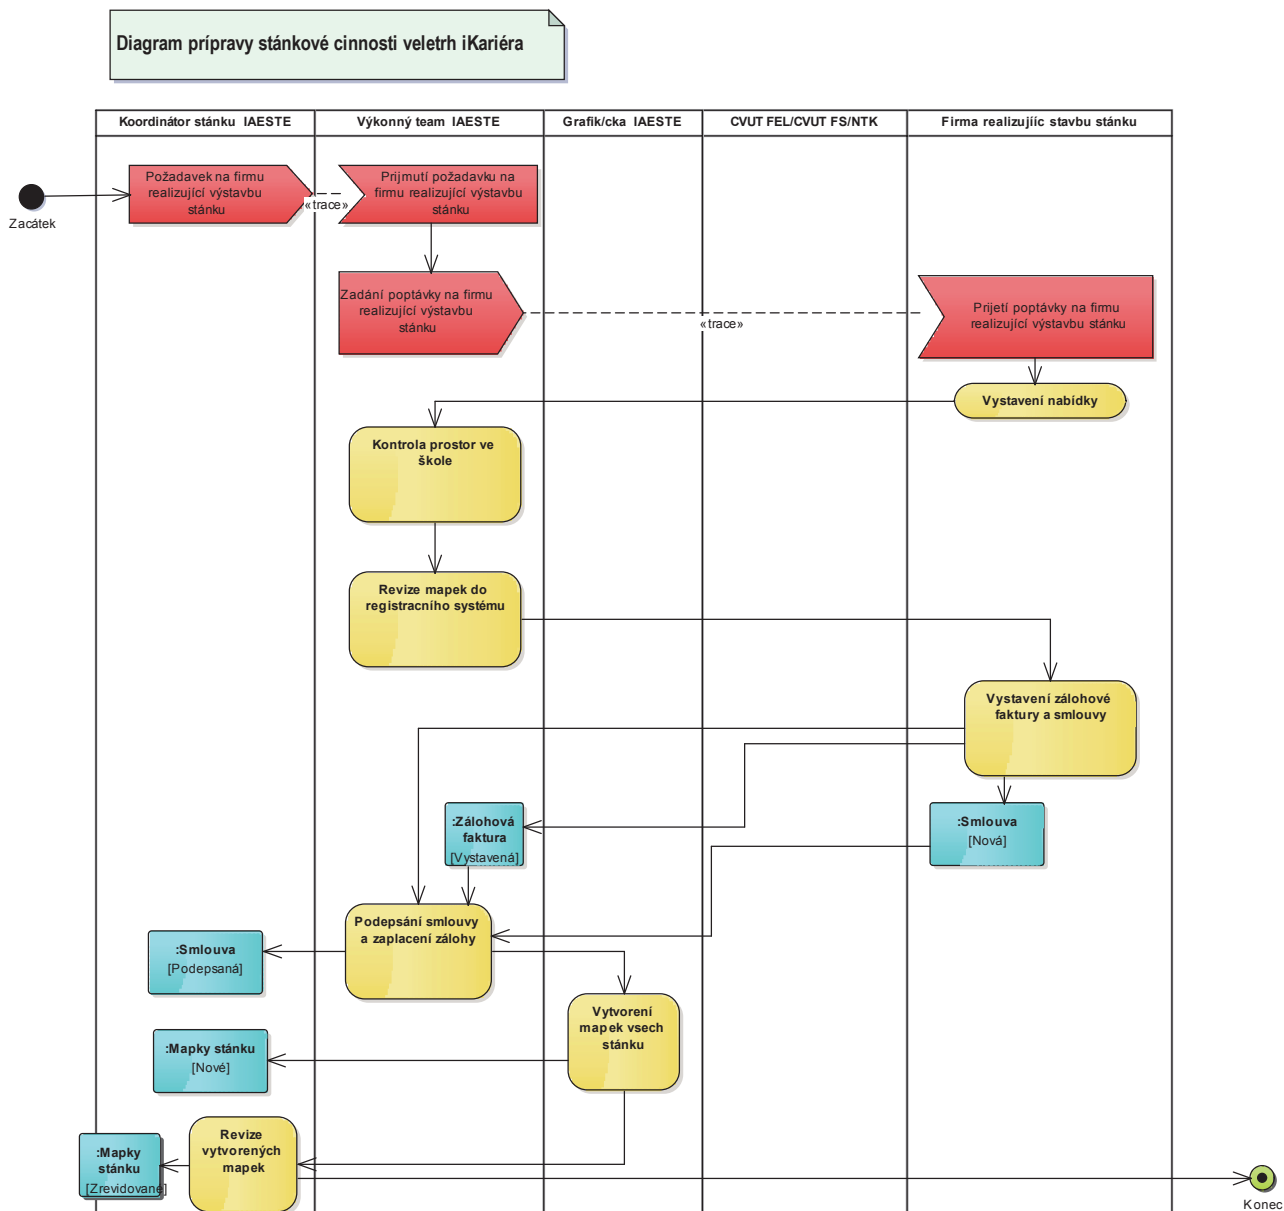 Diagram prípravy stánkové cinnosti veletrh iKariéra
Koordinátor stánku IAESTE
Výkonný team IAESTE
Grafik/cka IAESTE
CVUT FEL/CVUT FS/NTK
Firma realizujíic stavbu stánku
Zacátek
Požadavek na firmu
realizující výstavbu
stánku
«trace»
Prijmutí požadavku na
firmu realizující výstavbu
stánku
Zadání poptávky na firmu
realizující výstavbu
stánku
«trace»
Prijetí poptávky na firmu
realizující výstavbu stánku
Vystavení nabídky
Kontrola prostor ve
škole
Revize mapek do
registracního systému
Vystavení zálohové
faktury a smlouvy
:Zálohová
faktura
[Vystavená]
:Smlouva
[Nová]
Podepsání smlouvy
a zaplacení zálohy
:Smlouva
[Podepsaná]
Vytvorení
mapek vsech
stánku
:Mapky stánku
[Nové]
Revize
vytvorených
mapek
:Mapky
stánku
[Zrevidované]
Konec